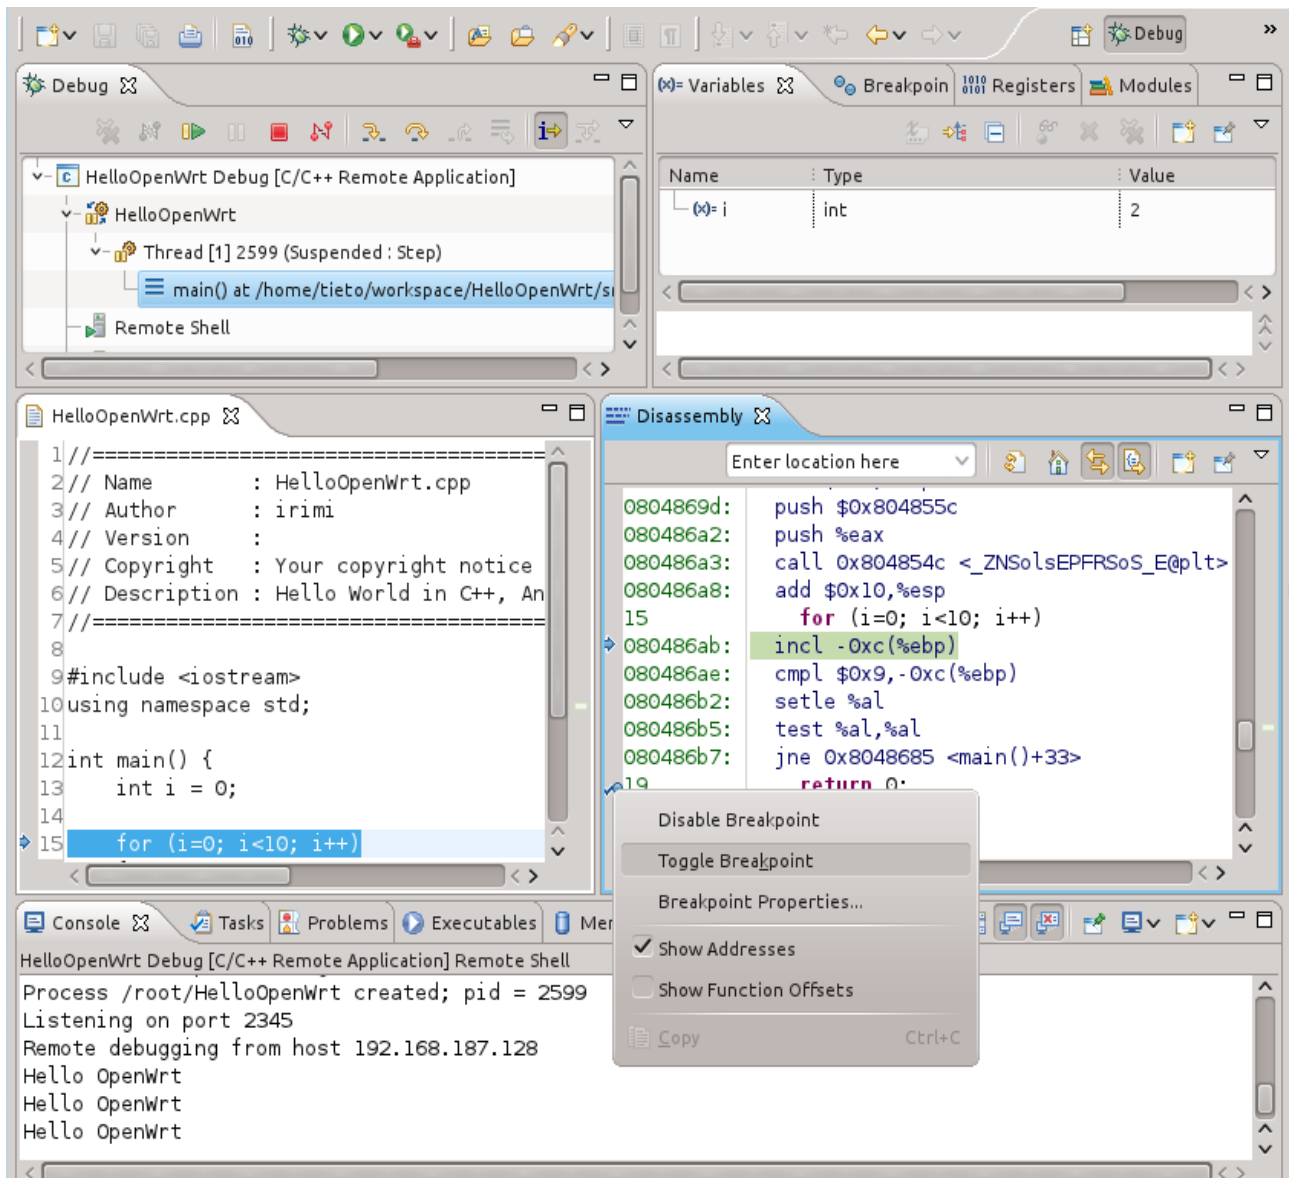 010
Debug
»
Debug
i
HelloOpenWrt Debug [C/C++ Remote Application]
HelloOpenWrt
Thread [1] 2599 (Suspended : Step)
main() at /home/tieto/workspace/HelloOpenWrt/s
Remote Shell
(x)= Variables
Breakpoin
1010 0101 Registers
Modules
Name Type Value
(x)= i int 2
HelloOpenWrt.cpp
1 //=====================================
2 // Name        : HelloOpenWrt.cpp
3 // Author      : irimi
4 // Version     :
5 // Copyright   : Your copyright notice
6 // Description : Hello World in C++, An
7 //=====================================
8
9 #include <iostream>
10 using namespace std;
11
12 int main() {
13     int i = 0;
14
15     for (i=0; i<10; i++)
Disassembly
Enter location here
0804869d: push $0x804855c
080486a2: push %eax
080486a3: call 0x804854c <_ZNSolsEPFRSoS_E@plt>
080486a8: add $0x10,%esp
15 for (i=0; i<10; i++)
080486ab: incl -0xc(%ebp)
080486ae: cmpl $0x9,-0xc(%ebp)
080486b2: setle %al
080486b5: test %al,%al
080486b7: jne 0x8048685 <main()+33>
19 return 0;
Disable Breakpoint
Toggle Breakpoint
Breakpoint Properties...
Show Addresses
Show Function Offsets
Copy Ctrl+C
Console
Tasks
Problems
Executables
Mer
HelloOpenWrt Debug [C/C++ Remote Application] Remote Shell
Process /root/HelloOpenWrt created; pid = 2599
Listening on port 2345
Remote debugging from host 192.168.187.128
Hello OpenWrt
Hello OpenWrt
Hello OpenWrt